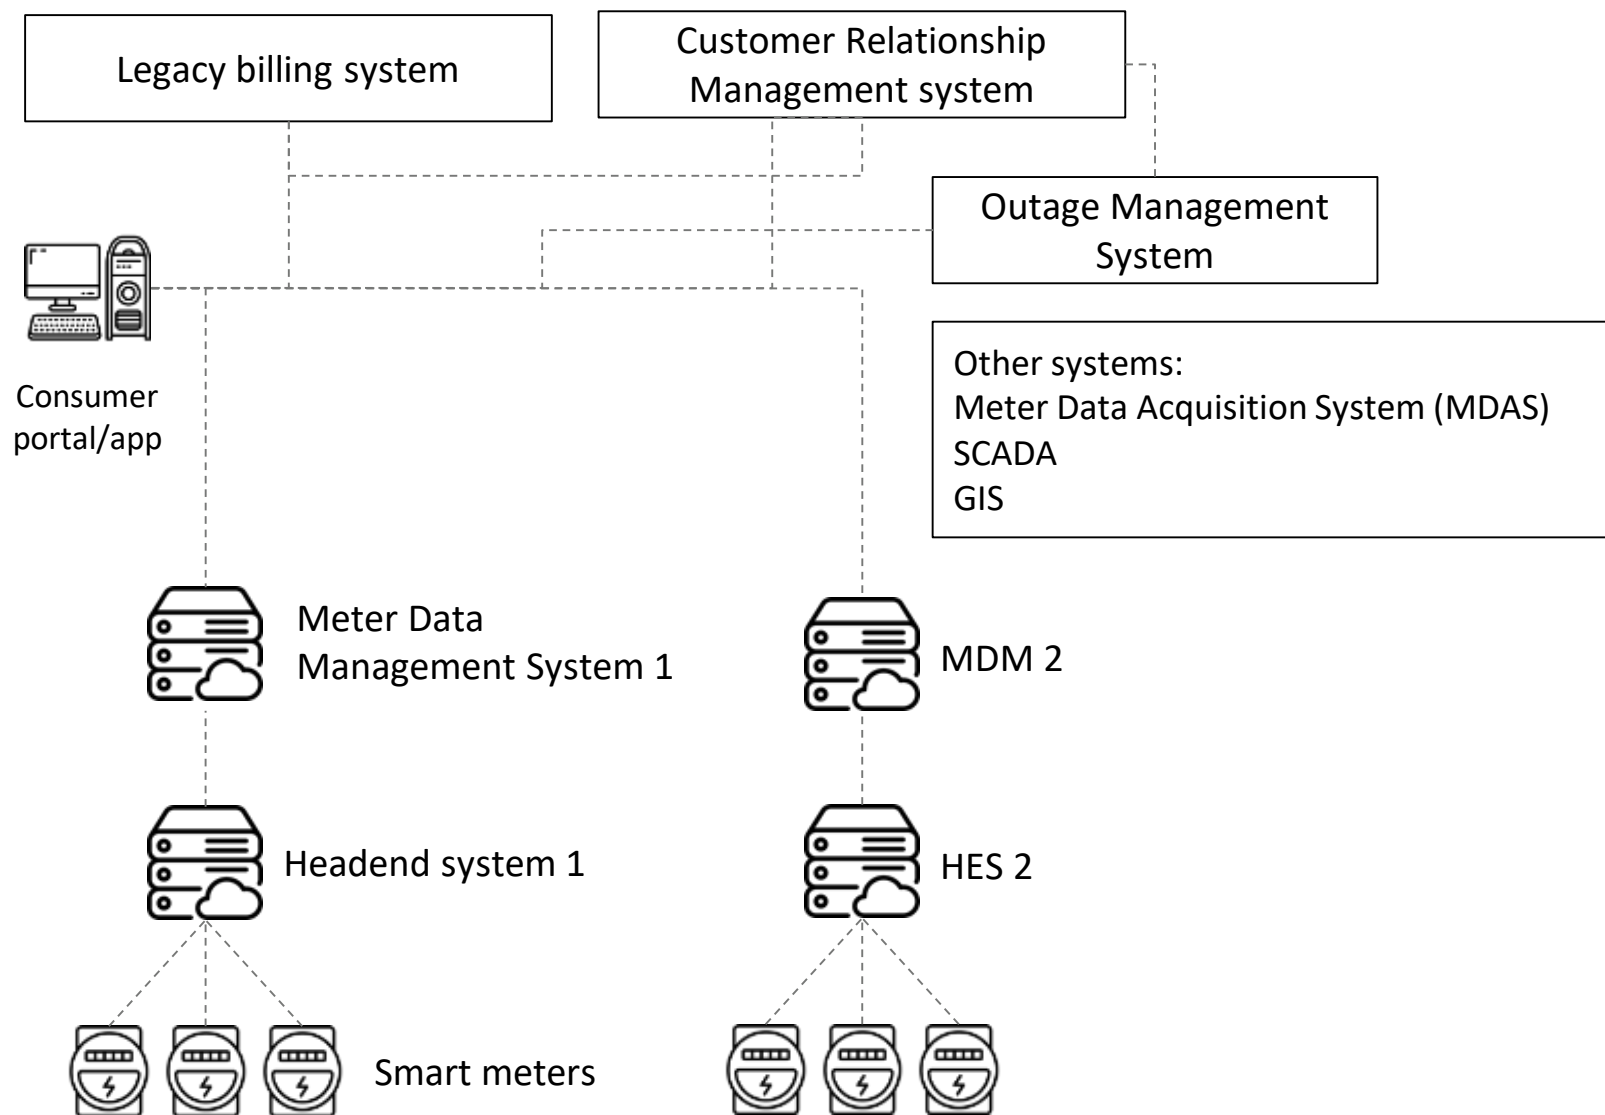 Legacy billing system
Customer Relationship
Management system
Outage Management
System
Consumer
portal/app
Other systems:
Meter Data Acquisition System (MDAS)
SCADA
GIS
Meter Data
Management System 1
MDM 2
Headend system 1
HES 2
Smart meters